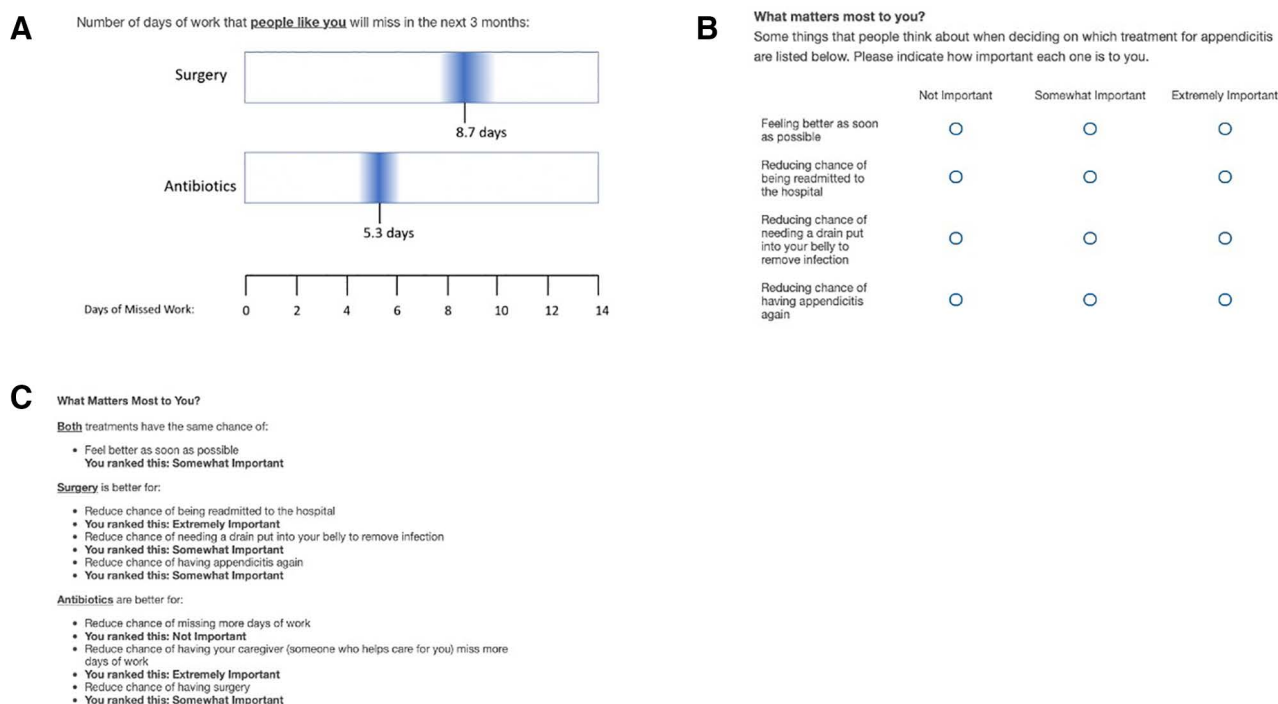 A
Number of days of work that people like you will miss in the next 3 months:
Surgery
8.7 days
Antibiotics
5.3 days
Days of Missed Work:
0 2 4 6 8 10 12 14
B
What matters most to you?
Some things that people think about when deciding on which treatment for appendicitis
are listed below. Please indicate how important each one is to you.
Not Important Somewhat Important Extremely Important
Feeling better as soon
as possible
Reducing chance of
being readmitted to
the hospital
Reducing chance of
needing a drain put
into your belly to
remove infection
Reducing chance of
having appendicitis
again
C
What Matters Most to You?
Both treatments have the same chance of:
• Feel better as soon as possible
You ranked this: Somewhat Important
Surgery is better for:
• Reduce chance of being readmitted to the hospital
• You ranked this: Extremely Important
• Reduce chance of needing a drain put into your belly to remove infection
• You ranked this: Somewhat Important
• Reduce chance of having appendicitis again
• You ranked this: Somewhat Important
Antibiotics are better for:
• Reduce chance of missing more days of work
• You ranked this: Not Important
• Reduce chance of having your caregiver (someone who helps care for you) miss more
days of work
• You ranked this: Extremely Important
• Reduce chance of having surgery
• You ranked this: Somewhat Important